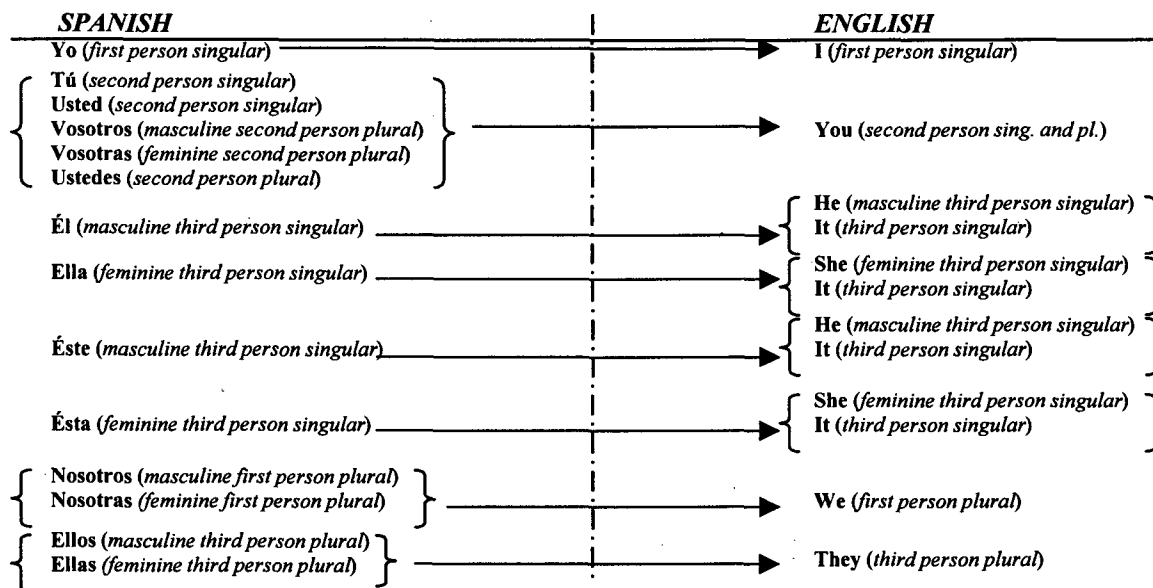 SPANISH ENGLISH
Yo (first person singular) I (first person singular)
Tú (second person singular)
Usted (second person singular)
Vosotros (masculine second person plural) You (second person sing. and pl.)
Vosotras (feminine second person plural)
Ustedes (second person plural)
He (masculine third person singular)
Él (masculine third person singular) It (third person singular)
Ella (feminine third person singular) She (feminine third person singular)
It (third person singular)
He (masculine third person singular)
Éste (masculine third person singular) It (third person singular)
She (feminine third person singular)
Ésta (feminine third person singular) It (third person singular)
Nosotros (masculine first person plural)
Nosotras (feminine first person plural) We (first person plural)
Ellos (masculine third person plural)
Ellas (feminine third person plural) They (third person plural)